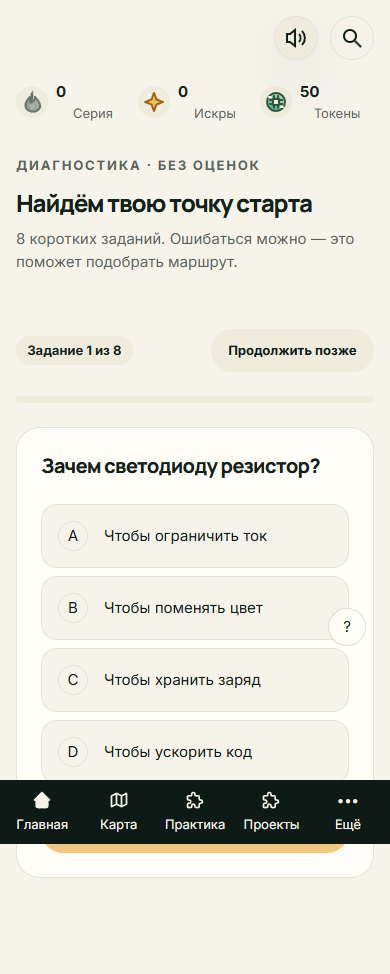 0
Серия
0
Искры
50
Токены
ДИАГНОСТИКА · БЕЗ ОЦЕНОК
Найдём твою точку старта
8 коротких заданий. Ошибаться можно — это
поможет подобрать маршрут.
Задание 1 из 8
Продолжить позже
Зачем светодиоду резистор?
A Чтобы ограничить ток
B Чтобы поменять цвет
?
C Чтобы хранить заряд
D Чтобы ускорить код
Главная
Карта
Практика
Проекты
Ещё